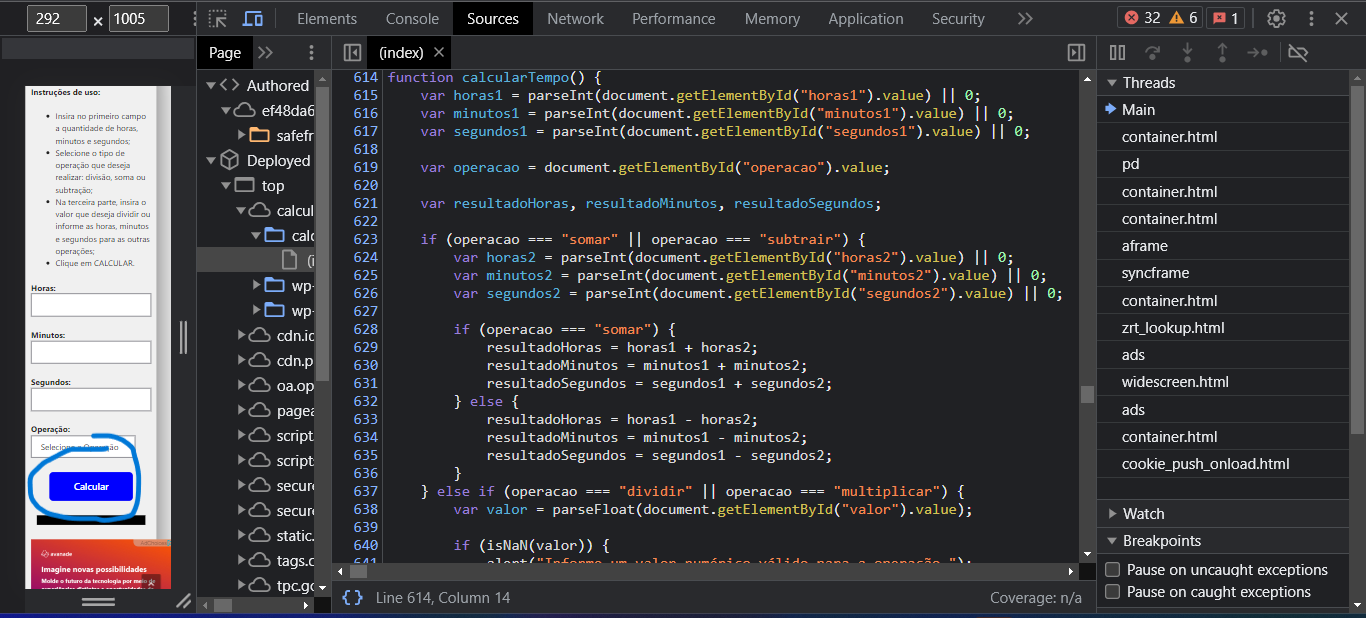 292 × 1005
Elements Console Sources Network Performance Memory Application Security
32 6 1
Page
(index)
Instruções de uso:
Insira no primeiro campo
a quantidade de horas,
minutos e segundos;
Selecione o tipo de
operação que deseja
realizar: divisão, soma ou
subtração;
Na terceira parte, insira o
valor que deseja dividir ou
informe as horas, minutos
e segundos para as outras
operações;
Clique em CALCULAR.
Horas:
Minutos:
Segundos:
Operação:
Selecione a Operação
Calcular
avanade
Imagine novas possibilidades
Molde o futuro da tecnologia por meio de
Authored
ef48da6
safefr
Deployed
top
calcul
calc
(i
wp-
wp-
cdn.ic
cdn.p
oa.op
pagea
script
script
secure
secure
static.
tags.c
tpc.gc
614 function calcularTempo() {
615 var horas1 = parseInt(document.getElementById("horas1").value) || 0;
616 var minutos1 = parseInt(document.getElementById("minutos1").value) || 0;
617 var segundos1 = parseInt(document.getElementById("segundos1").value) || 0;
618
619 var operacao = document.getElementById("operacao").value;
620
621 var resultadoHoras, resultadoMinutos, resultadoSegundos;
622
623 if (operacao === "somar" || operacao === "subtrair") {
624 var horas2 = parseInt(document.getElementById("horas2").value) || 0;
625 var minutos2 = parseInt(document.getElementById("minutos2").value) || 0;
626 var segundos2 = parseInt(document.getElementById("segundos2").value) || 0;
627
628 if (operacao === "somar") {
629 resultadoHoras = horas1 + horas2;
630 resultadoMinutos = minutos1 + minutos2;
631 resultadoSegundos = segundos1 + segundos2;
632 } else {
633 resultadoHoras = horas1 - horas2;
634 resultadoMinutos = minutos1 - minutos2;
635 resultadoSegundos = segundos1 - segundos2;
636 }
637 } else if (operacao === "dividir" || operacao === "multiplicar") {
638 var valor = parseFloat(document.getElementById("valor").value);
639
640 if (isNaN(valor)) {
641 alert("Informe um valor numérico válido para a operação.");
{} Line 614, Column 14
Coverage: n/a
Threads
Main
container.html
pd
container.html
container.html
aframe
syncframe
container.html
zrt_lookup.html
ads
widescreen.html
ads
container.html
cookie_push_onload.html
Watch
Breakpoints
Pause on uncaught exceptions
Pause on caught exceptions